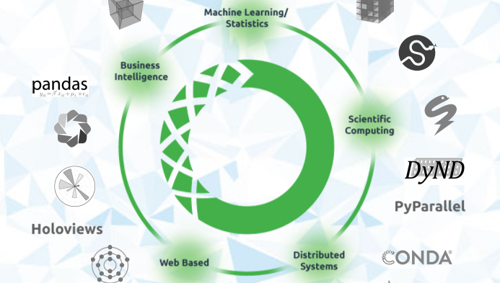 Machine Learning/
Statistics
Business
Intelligence
pandas
Scientific
Computing
DyND
PyParallel
Holoviews
Web Based
Distributed
Systems
CONDA